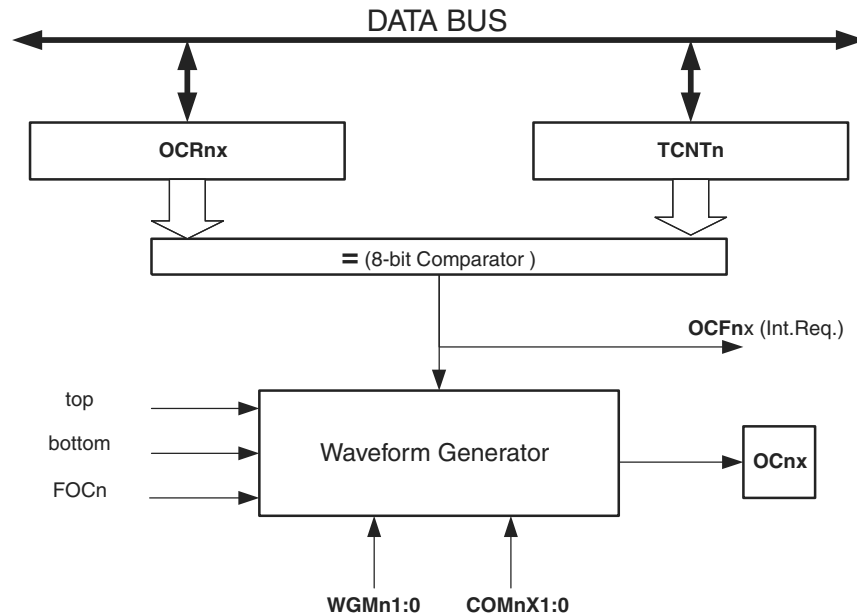 DATA BUS
OCRnx
TCNTn
= (8-bit Comparator )
OCFnx (Int.Req.)
top
bottom
FOCn
Waveform Generator
OCnx
WGMn1:0
COMnX1:0